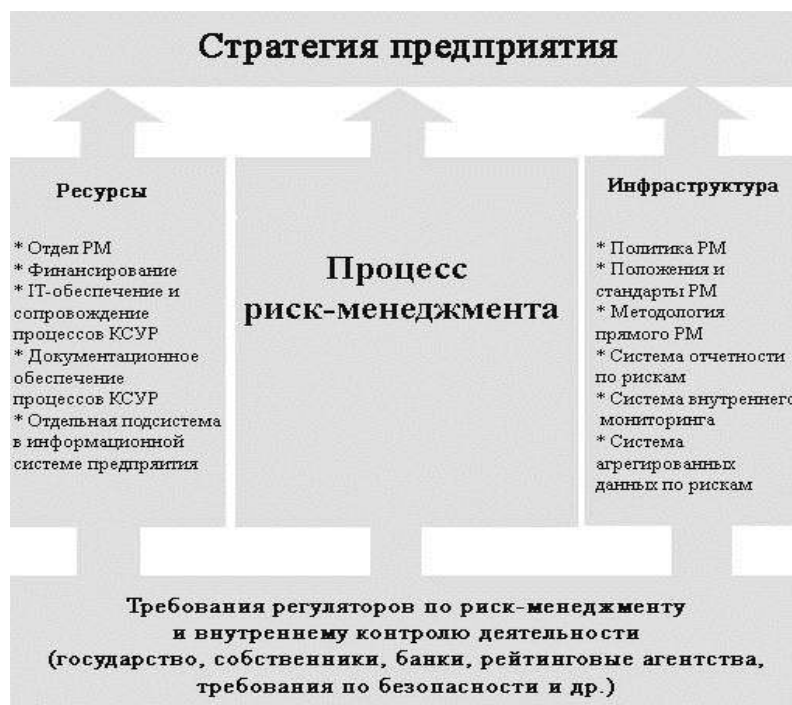 Стратегия предприятия
Ресурсы
* Отдел РМ
* Финансирование
* IT-обеспечение и
сопровождение
процессов КСУР
* Документационное
обеспечение
процессов КСУР
* Отдельная подсистема
в информационной
системе предпряития
Процесс
риск-менеджмента
Инфраструктура
* Политика РМ
* Положения и
стандарты РМ
* Методология
прямого РМ
* Система отчетности
по рискам
* Система внутреннего
мониторинга
* Система
агрегированных
данных по рискам
Требования регуляторов по риск-менеджменту
и внутреннему контролю деятельности
(государство, собственники, банки, рейтинговые агентства,
требования по безопасности и др.)